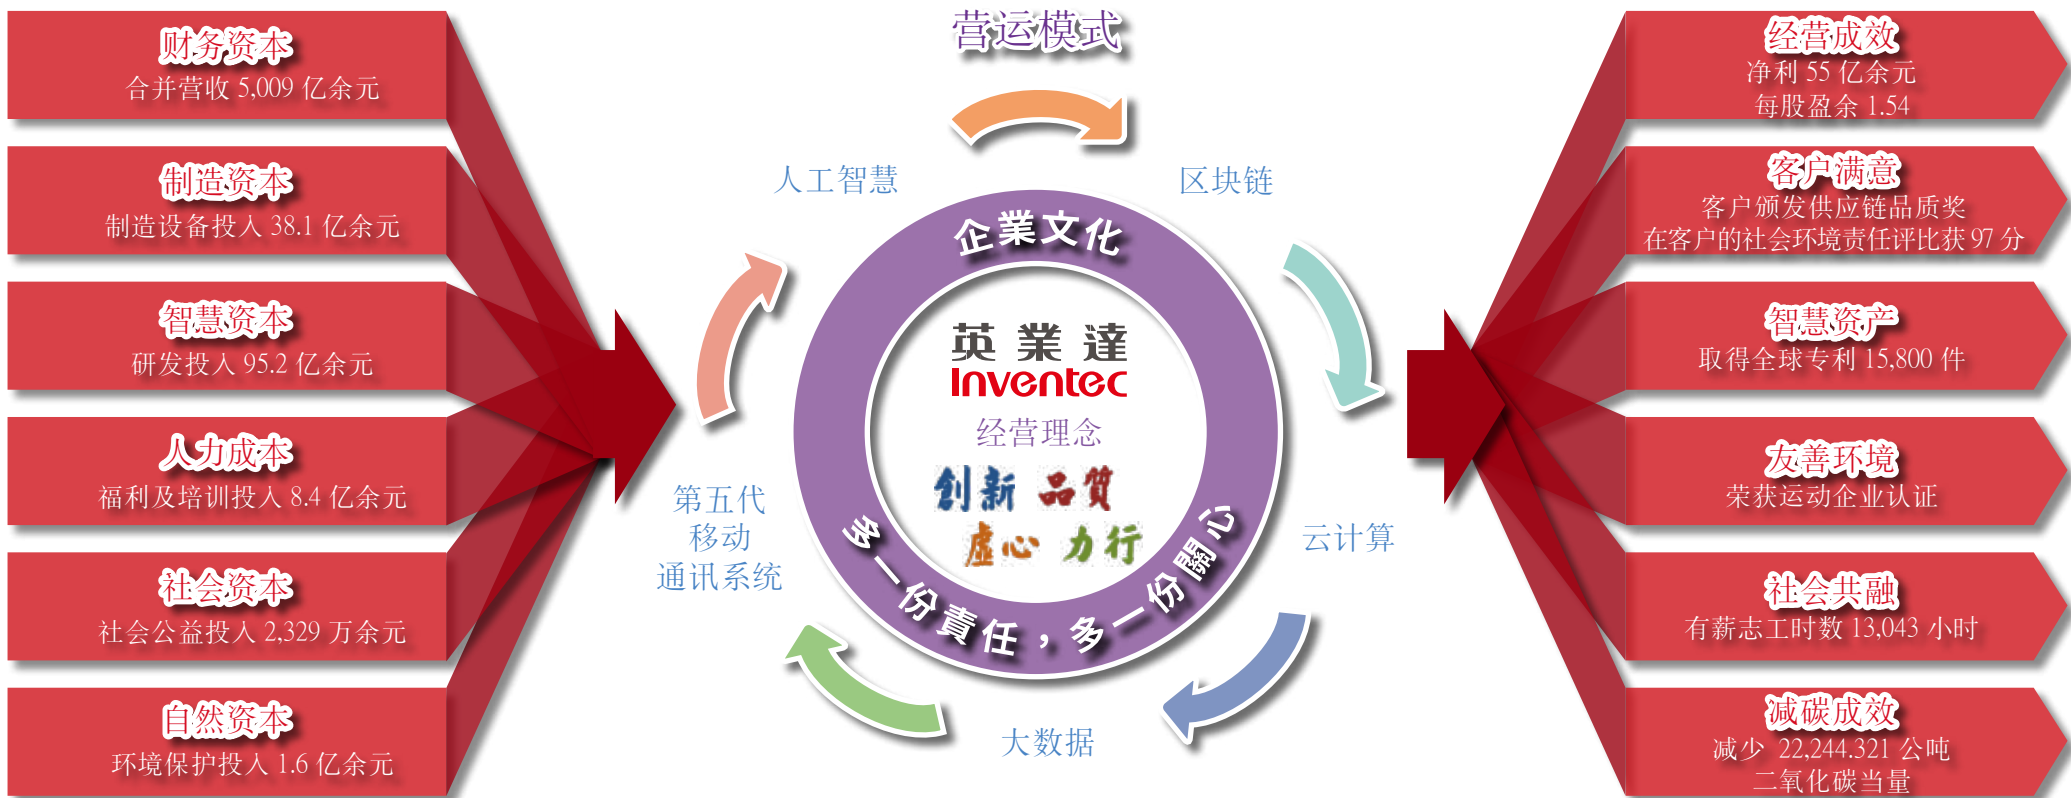 财务资本
合并营收 5,009 亿余元
制造资本
制造设备投入 38.1 亿余元
智慧资本
研发投入 95.2 亿余元
人力成本
福利及培训投入 8.4 亿余元
社会资本
社会公益投入 2,329 万余元
自然资本
环境保护投入 1.6 亿余元
营运模式
人工智慧
区块链
云计算
大数据
第五代
移动
通讯系统
企業文化
英業達
Inventec
经营理念
創新 品質
虛心 力行
多一份責任，多一份關心
经营成效
净利 55 亿余元
每股盈余 1.54
客户满意
客户颁发供应链品质奖
在客户的社会环境责任评比获 97 分
智慧资产
取得全球专利 15,800 件
友善环境
荣获运动企业认证
社会共融
有薪志工时数 13,043 小时
减碳成效
减少 22,244.321 公吨
二氧化碳当量